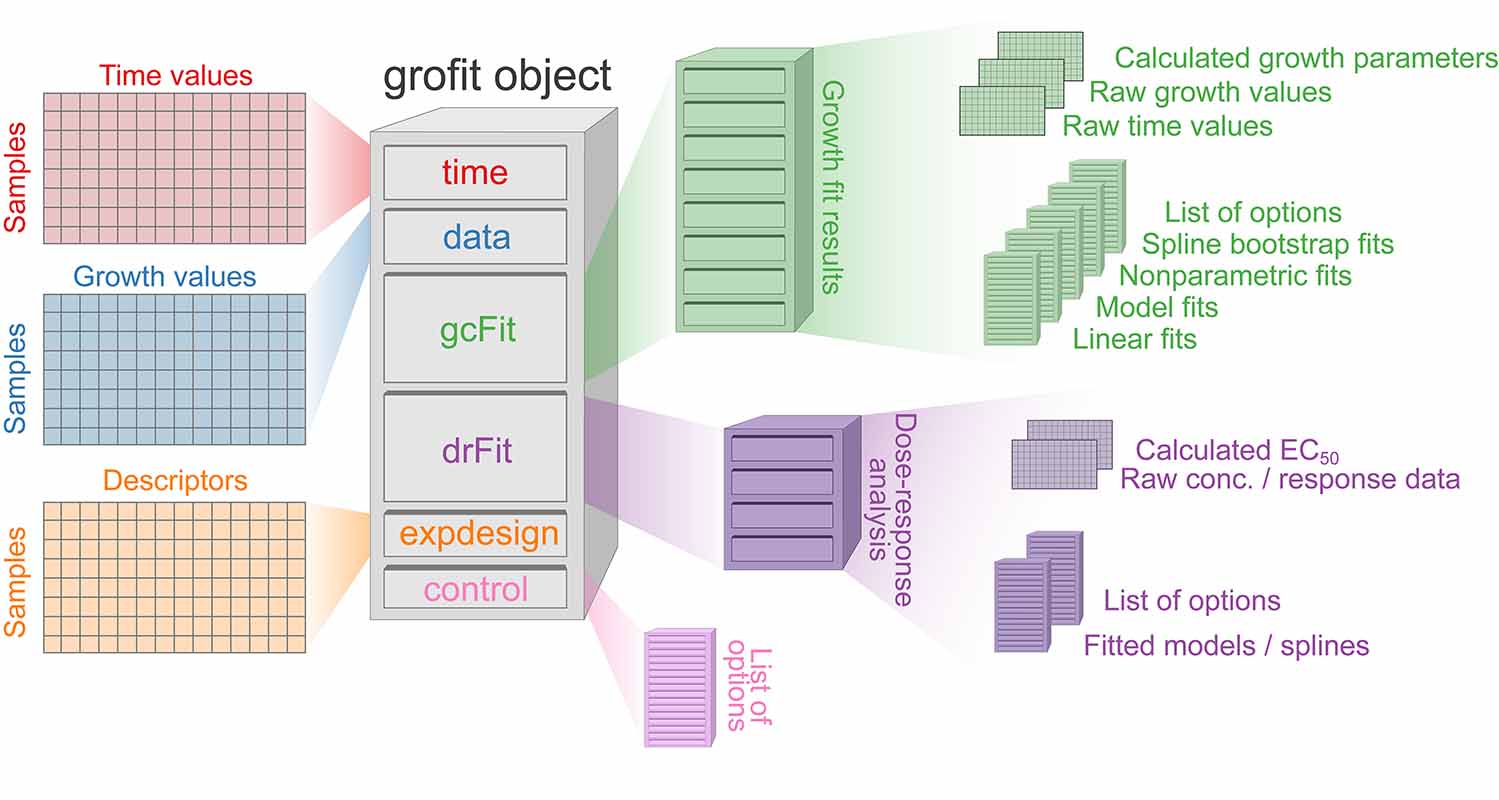 grofit object
Time values
Samples
Growth values
Samples
Descriptors
Samples
time
data
gcFit
drFit
expdesign
control
Growth fit results
Calculated growth parameters
Raw growth values
Raw time values
List of options
Spline bootstrap fits
Nonparametric fits
Model fits
Linear fits
Dose-response
analysis
Calculated EC₅₀
Raw conc. / response data
List of options
Fitted models / splines
List of
options